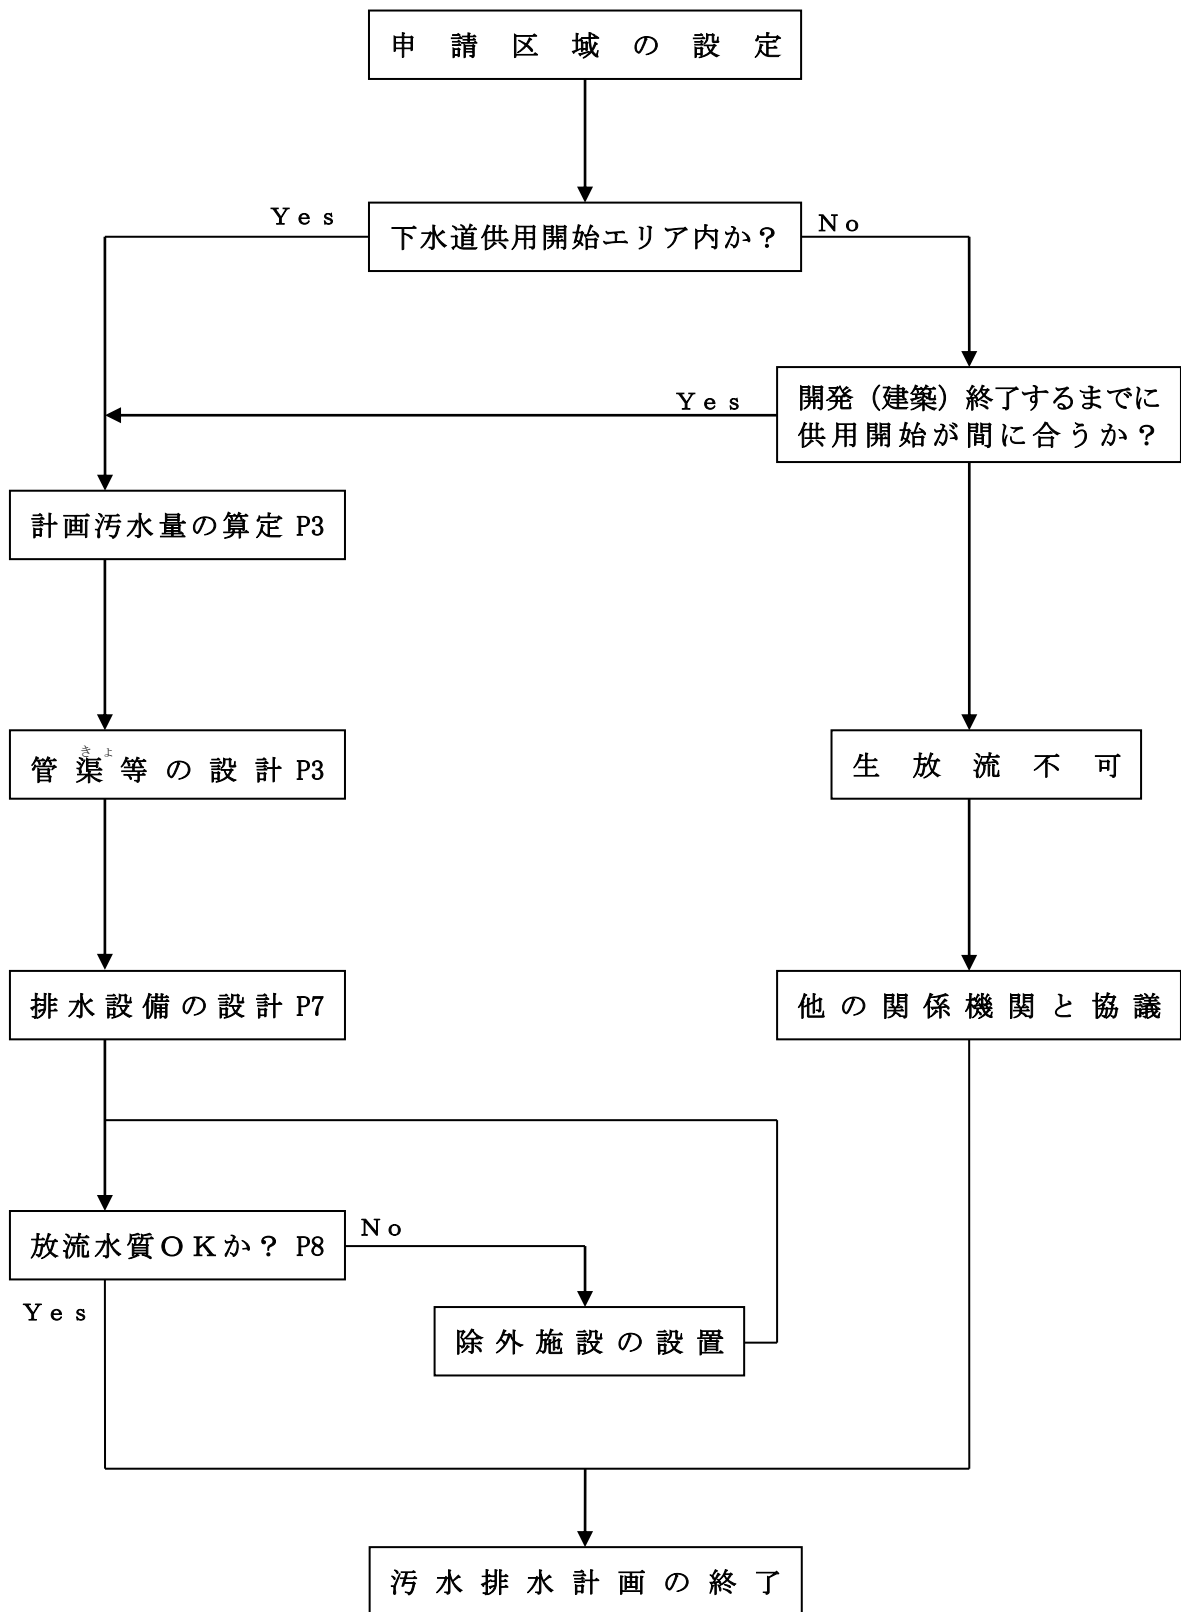 申請区域の設定
Yes
下水道供用開始エリア内か？
No
Yes
開発（建築）終了するまでに
供用開始が間に合うか？
計画汚水量の算定 P3
きょ
管渠等の設計 P3
生放流不可
排水設備の設計 P7
他の関係機関と協議
放流水質ＯＫか？ P8
No
Yes
除外施設の設置
汚水排水計画の終了